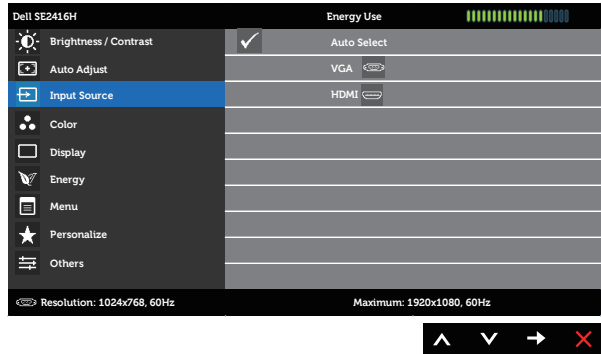 Dell SE2416H Energy Use
Brightness / Contrast Auto Select
Auto Adjust VGA
Input Source HDMI
Color
Display
Energy
Menu
Personalize
Others
Resolution: 1024x768, 60Hz Maximum: 1920x1080, 60Hz